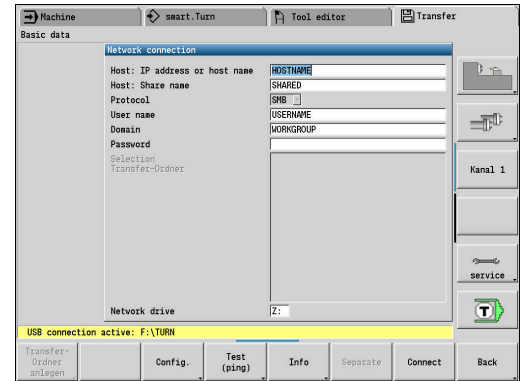 Machine
smart.Turn
Tool editor
Transfer
Basic data
Network connection
Host: IP address or host name HOSTNAME
Host: Share name SHARED
Protocol SMB
User name USERNAME
Domain WORKGROUP
Password
Selection
Transfer-Ordner
Kanal 1
service
Network drive Z:
T
USB connection active: F:\TURN
Transfer-
Ordner
anlegen
Config.
Test
(ping)
Info
Separate
Connect
Back